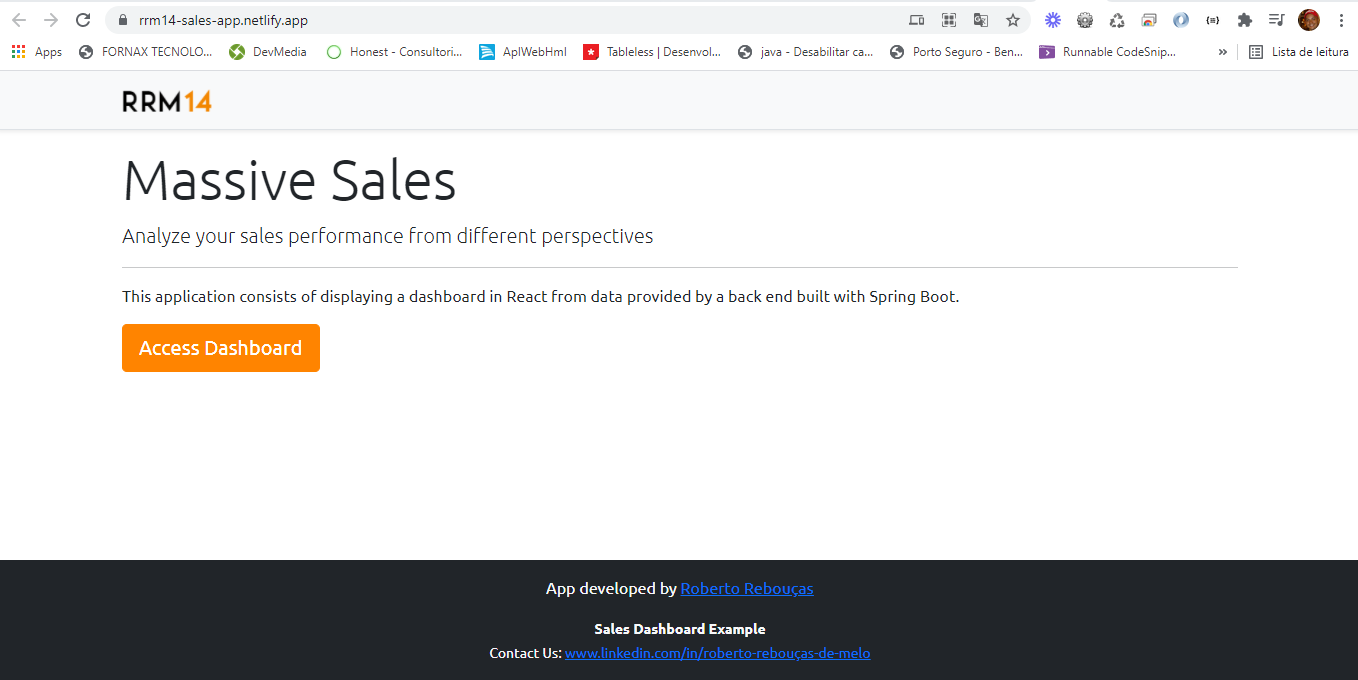 rrm14-sales-app.netlify.app
Apps FORNAX TECNOLO... DevMedia Honest - Consultori... ApIWebHml Tableless | Desenvol... java - Desabilitar ca... Porto Seguro - Ben... Runnable CodeSnip... » Lista de leitura
RRM14
Massive Sales
Analyze your sales performance from different perspectives
This application consists of displaying a dashboard in React from data provided by a back end built with Spring Boot.
Access Dashboard
App developed by Roberto Rebouças
Sales Dashboard Example
Contact Us: www.linkedin.com/in/roberto-rebouças-de-melo